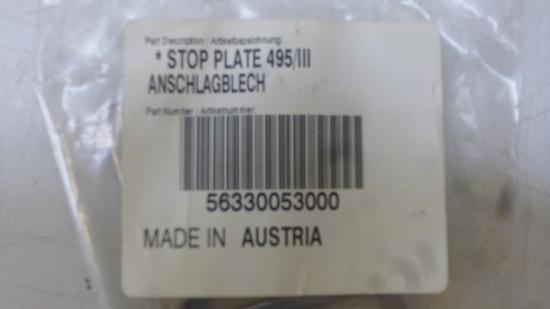 Part Description / Artikelbezeichnung:
* STOP PLATE 495/III
ANSCHLAGBLECH
Part Number / Artikelnummer:
56330053000
MADE IN AUSTRIA